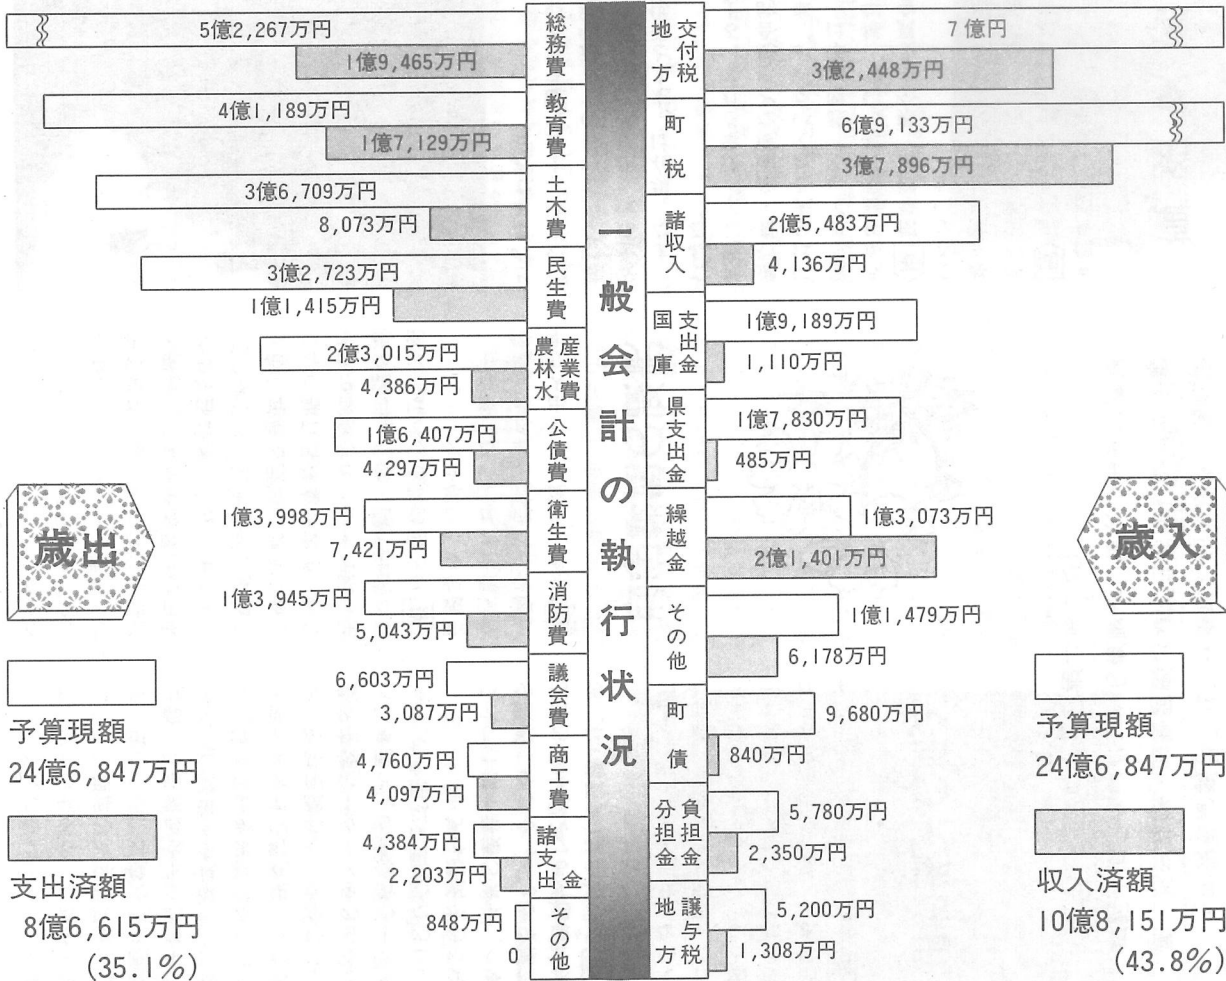 一般会計の執行状況
歳出
総務費
5億2,267万円
1億9,465万円
教育費
4億1,189万円
1億7,129万円
土木費
3億6,709万円
8,073万円
民生費
3億2,723万円
1億1,415万円
農林水産業費
2億3,015万円
4,386万円
公債費
1億6,407万円
4,297万円
衛生費
1億3,998万円
7,421万円
消防費
1億3,945万円
5,043万円
議会費
6,603万円
3,087万円
商工費
4,760万円
4,097万円
諸支出金
4,384万円
2,203万円
その他
848万円
0
予算現額
24億6,847万円
支出済額
8億6,615万円
(35.1%)
歳入
地方交付税
7億円
3億2,448万円
町税
6億9,133万円
3億7,896万円
諸収入
2億5,483万円
4,136万円
国庫支出金
1億9,189万円
1,110万円
県支出金
1億7,830万円
485万円
繰越金
1億3,073万円
2億1,401万円
その他
1億1,479万円
6,178万円
町債
9,680万円
840万円
分担金負担金
5,780万円
2,350万円
地方譲与税
5,200万円
1,308万円
予算現額
24億6,847万円
収入済額
10億8,151万円
(43.8%)